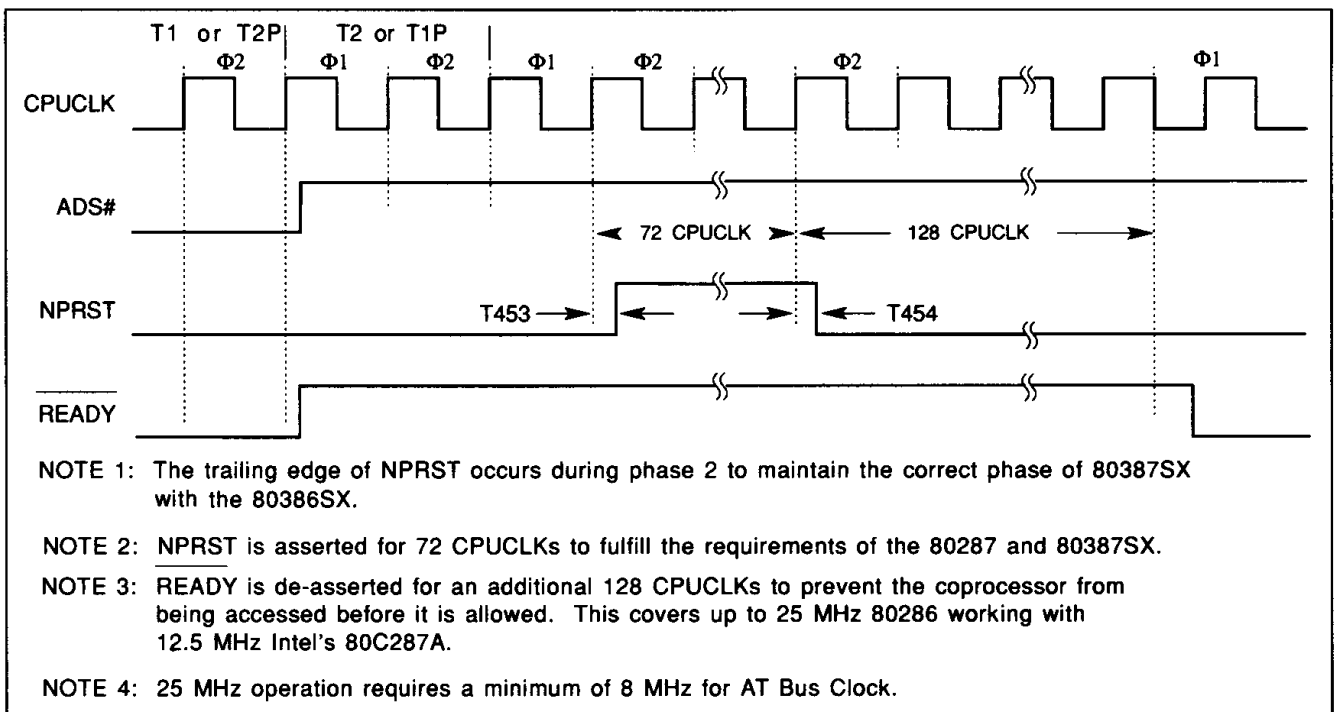 T1 or T2P T2 or T1P
Φ2 Φ1 Φ2 Φ1 Φ2 Φ2 Φ1
CPUCLK
ADS#
72 CPUCLK 128 CPUCLK
NPRST
T453 T454
READY
NOTE 1: The trailing edge of NPRST occurs during phase 2 to maintain the correct phase of 80387SX
with the 80386SX.
NOTE 2: NPRST is asserted for 72 CPUCLKs to fulfill the requirements of the 80287 and 80387SX.
NOTE 3: READY is de-asserted for an additional 128 CPUCLKs to prevent the coprocessor from
being accessed before it is allowed. This covers up to 25 MHz 80286 working with
12.5 MHz Intel's 80C287A.
NOTE 4: 25 MHz operation requires a minimum of 8 MHz for AT Bus Clock.